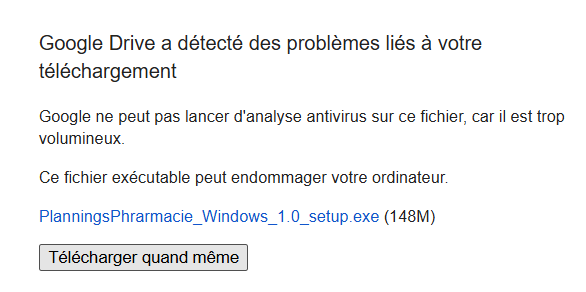 Google Drive a détecté des problèmes liés à votre
téléchargement
Google ne peut pas lancer d'analyse antivirus sur ce fichier, car il est trop
volumineux.
Ce fichier exécutable peut endommager votre ordinateur.
PlanningsPhrarmacie_Windows_1.0_setup.exe (148M)
Télécharger quand même